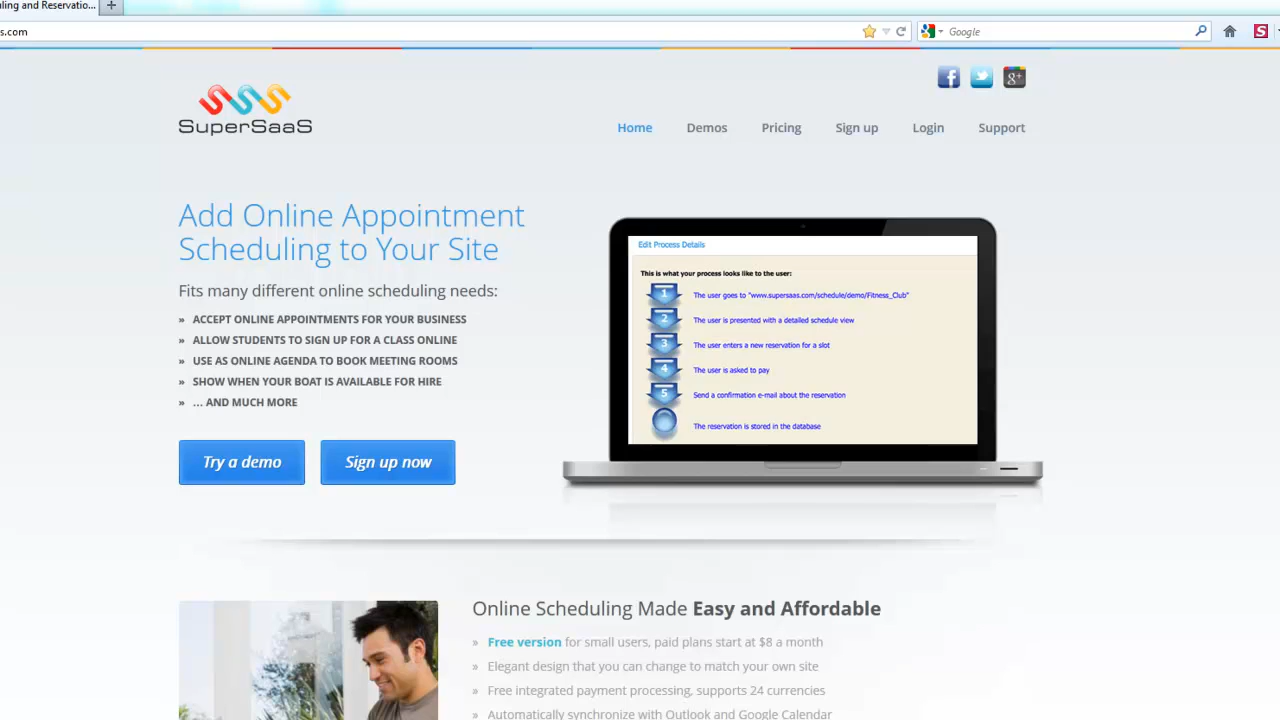 ling and Reservatio...
s.com
Google
SuperSaaS
Home Demos Pricing Sign up Login Support
Add Online Appointment
Scheduling to Your Site
Fits many different online scheduling needs:
» ACCEPT ONLINE APPOINTMENTS FOR YOUR BUSINESS
» ALLOW STUDENTS TO SIGN UP FOR A CLASS ONLINE
» USE AS ONLINE AGENDA TO BOOK MEETING ROOMS
» SHOW WHEN YOUR BOAT IS AVAILABLE FOR HIRE
» ... AND MUCH MORE
Try a demo Sign up now
Edit Process Details
This is what your process looks like to the user:
1 The user goes to "www.supersaas.com/schedule/demo/Fitness_Club"
2 The user is presented with a detailed schedule view
3 The user enters a new reservation for a slot
4 The user is asked to pay
5 Send a confirmation e-mail about the reservation
The reservation is stored in the database
Online Scheduling Made Easy and Affordable
» Free version for small users, paid plans start at $8 a month
» Elegant design that you can change to match your own site
» Free integrated payment processing, supports 24 currencies
» Automatically synchronize with Outlook and Google Calendar